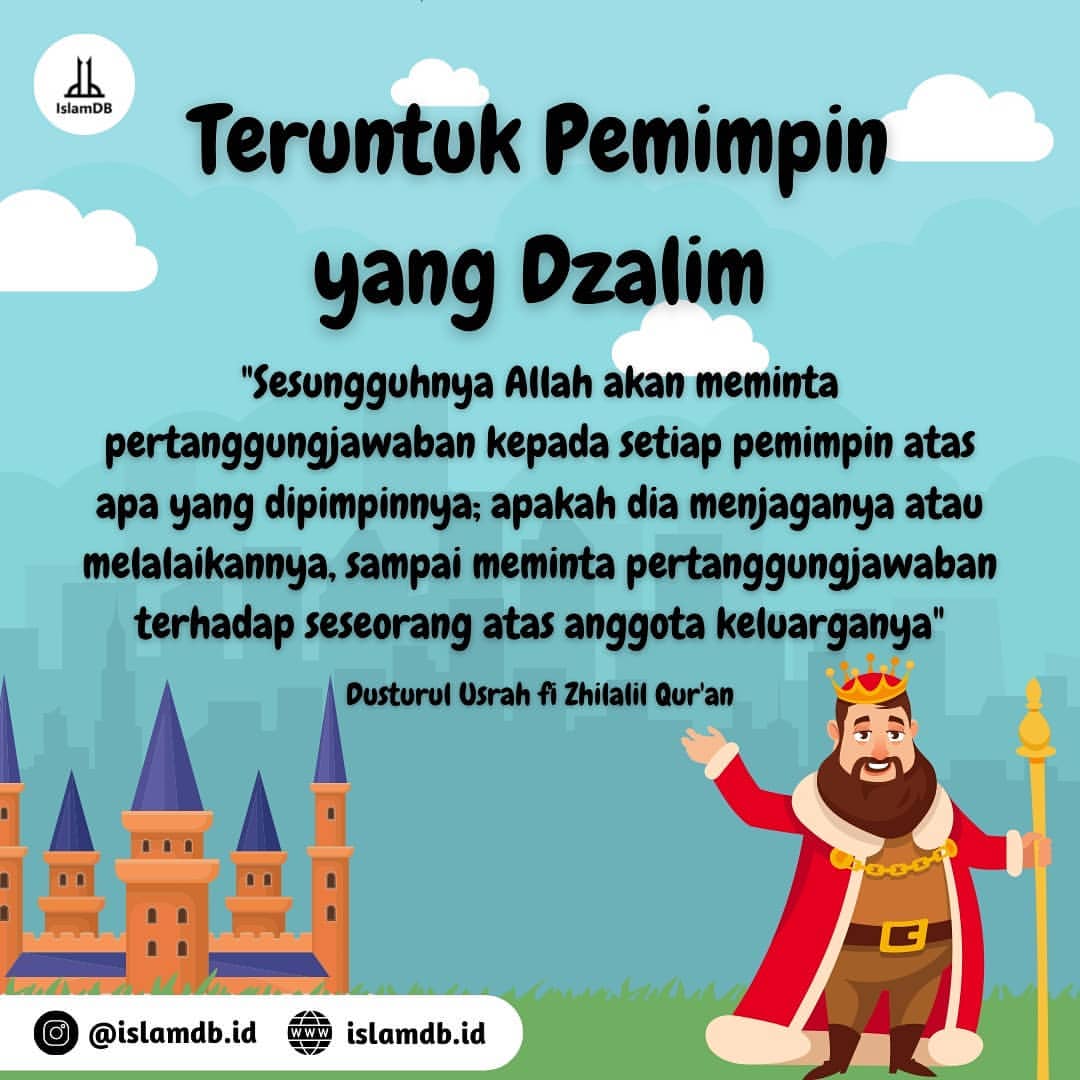 IslamDB
Teruntuk Pemimpin
yang Dzalim
"Sesungguhnya Allah akan meminta
pertanggungjawaban kepada setiap pemimpin atas
apa yang dipimpinnya; apakah dia menjaganya atau
melalaikannya, sampai meminta pertanggungjawaban
terhadap seseorang atas anggota keluarganya"
Dusturul Usrah fi Zhilalil Qur'an
@islamdb.id www islamdb.id